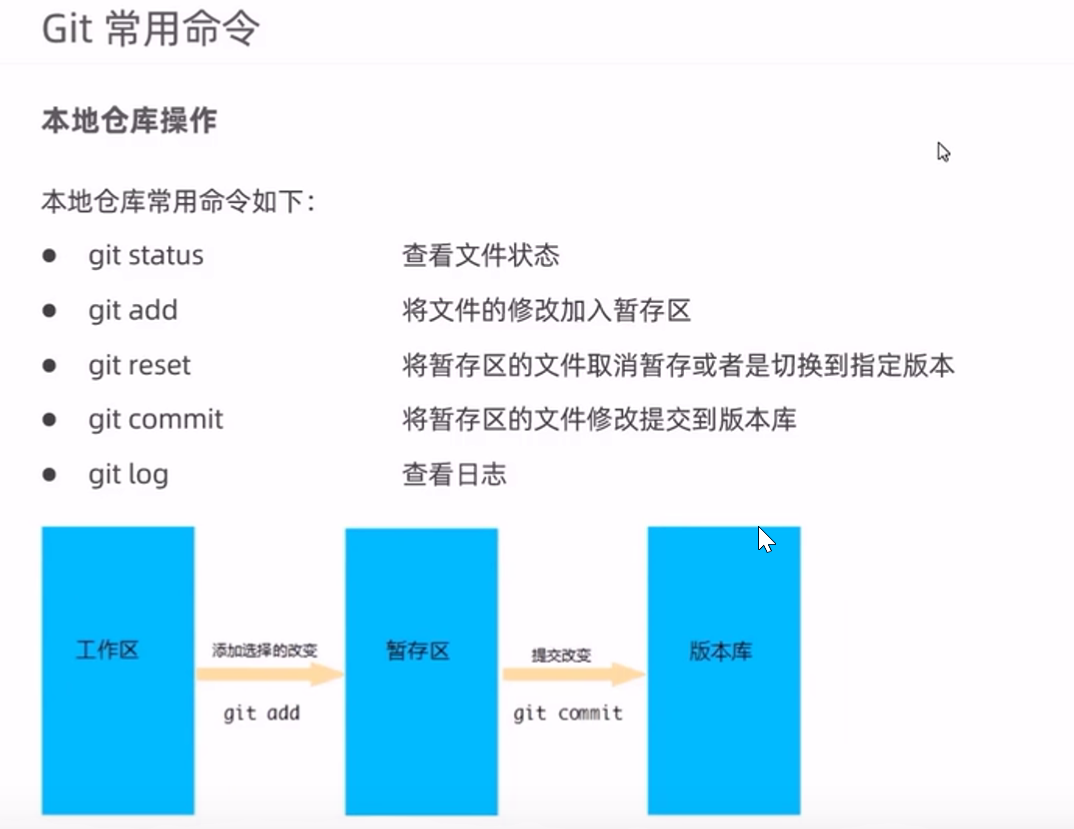 Git 常用命令
本地仓库操作
本地仓库常用命令如下：
● git status 查看文件状态
● git add 将文件的修改加入暂存区
● git reset 将暂存区的文件取消暂存或者是切换到指定版本
● git commit 将暂存区的文件修改提交到版本库
● git log 查看日志
工作区
添加选择的改变
git add
暂存区
提交改变
git commit
版本库